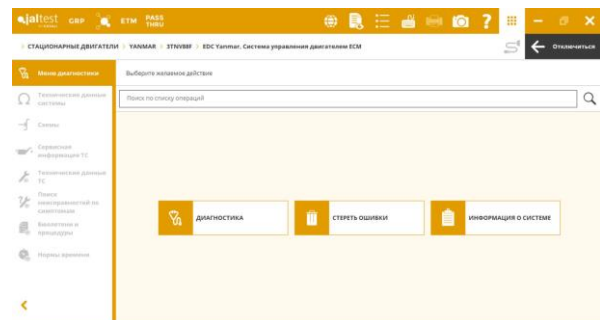 jaltest GRP ETM PASS THRU
СТАЦИОНАРНЫЕ ДВИГАТЕЛИ YANMAR 3TNV88F EDC Yanmar. Система управления двигателем ECM
Отключиться
Меню диагностики
Выберите желаемое действие
Технические данные
системы
Поиск по списку операций
Схемы
Сервисная
информация ТС
Технические данные
ТС
Поиск
неисправностей по
симптомам
ДИАГНОСТИКА
СТЕРЕТЬ ОШИБКИ
ИНФОРМАЦИЯ О СИСТЕМЕ
Бюллетени и
процедуры
Нормы времени